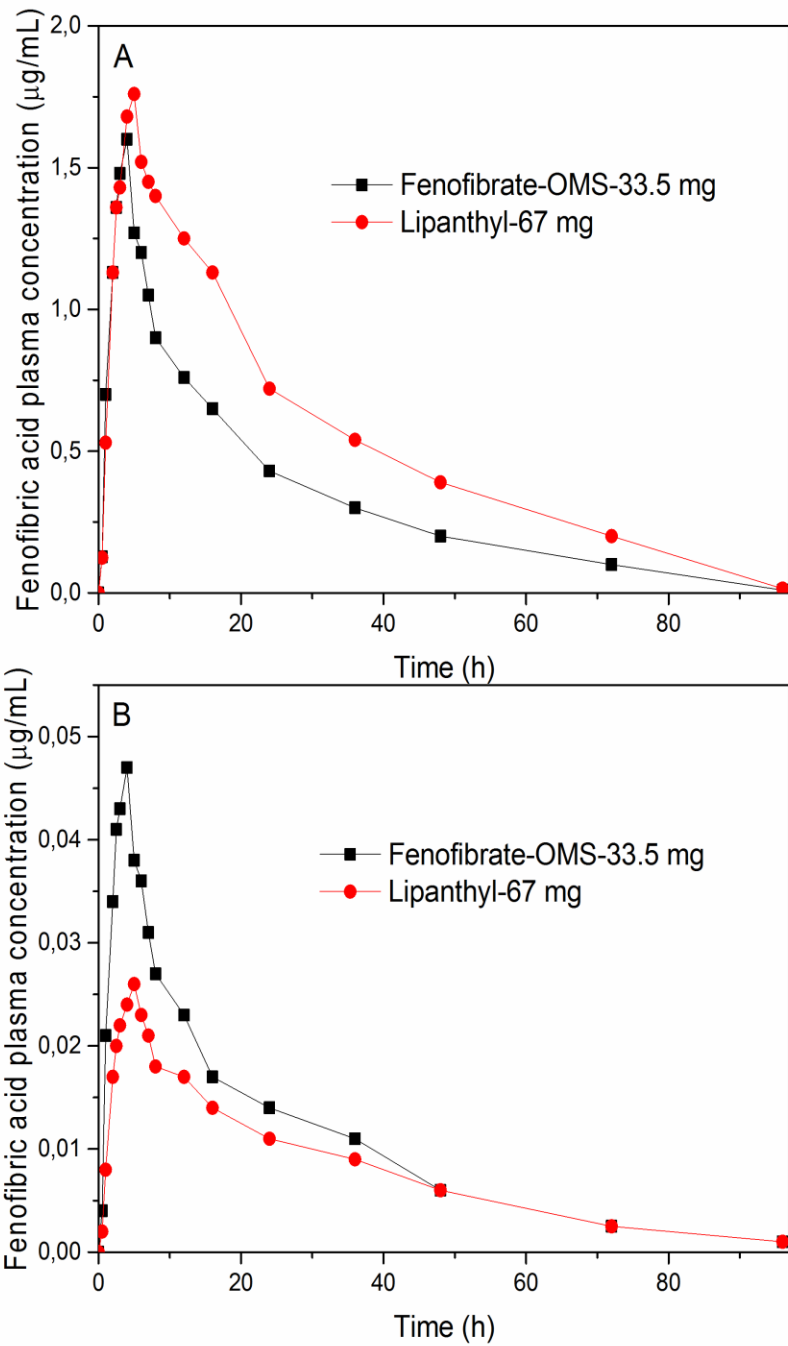 Fenofibric acid plasma concentration (μg/mL)
A
2,0
1,5
1,0
0,5
0,0
Fenofibrate-OMS-33.5 mg
Lipanthyl-67 mg
0 20 40 60 80
Time (h)
Fenofibric acid plasma concentration (μg/mL)
B
0,05
0,04
0,03
0,02
0,01
0,00
Fenofibrate-OMS-33.5 mg
Lipanthyl-67 mg
0 20 40 60 80
Time (h)